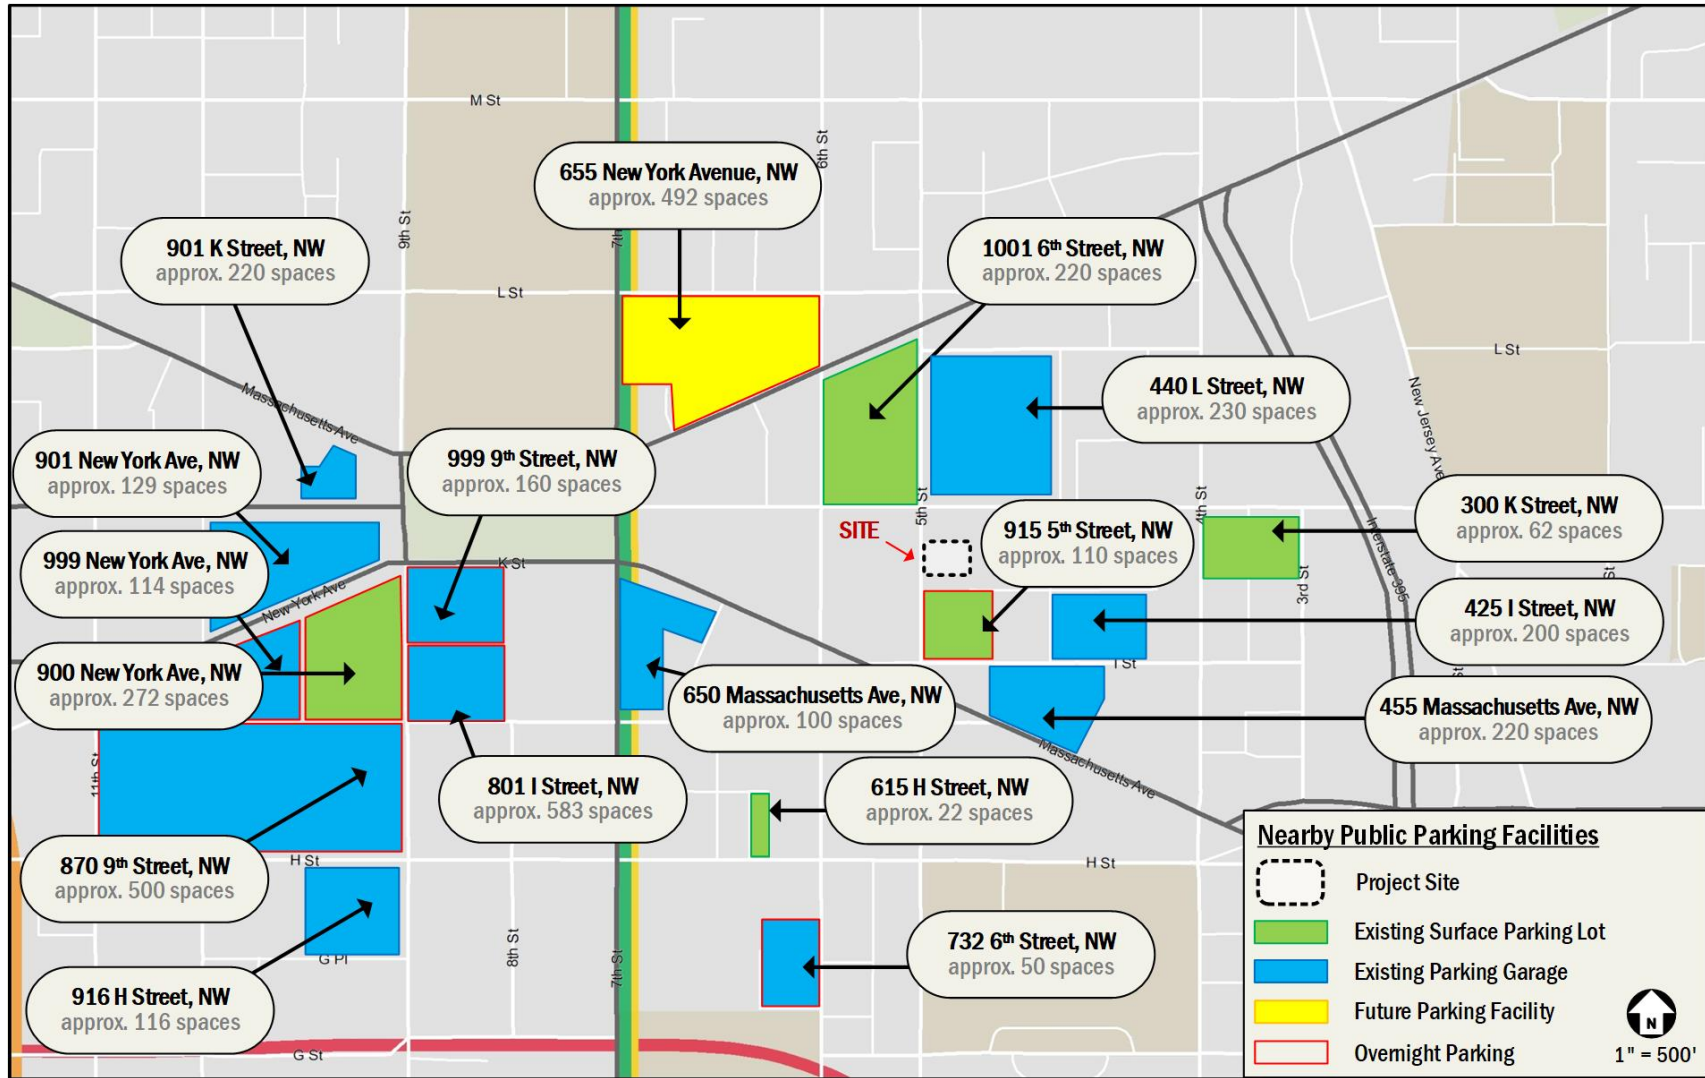 M St
6th St
655 New York Avenue, NW
approx. 492 spaces
9th St
7th
901 K Street, NW
approx. 220 spaces
1001 6th Street, NW
approx. 220 spaces
L St
L St
Massachusetts Ave
440 L Street, NW
approx. 230 spaces
New Jersey Ave
901 New York Ave, NW
approx. 129 spaces
999 9th Street, NW
approx. 160 spaces
5th St
4th St
300 K Street, NW
approx. 62 spaces
SITE
915 5th Street, NW
approx. 110 spaces
Interstate 395
999 New York Ave, NW
approx. 114 spaces
K St
New York Ave
3rd St
St
425 I Street, NW
approx. 200 spaces
900 New York Ave, NW
approx. 272 spaces
I St
St
650 Massachusetts Ave, NW
approx. 100 spaces
455 Massachusetts Ave, NW
approx. 220 spaces
11th St
Massachusetts Ave
801 I Street, NW
approx. 583 spaces
615 H Street, NW
approx. 22 spaces
870 9th Street, NW
approx. 500 spaces
H St
H St
8th St
7th St
G Pl
732 6th Street, NW
approx. 50 spaces
916 H Street, NW
approx. 116 spaces
G St
Nearby Public Parking Facilities
Project Site
Existing Surface Parking Lot
Existing Parking Garage
Future Parking Facility
Overnight Parking
N
1" = 500'